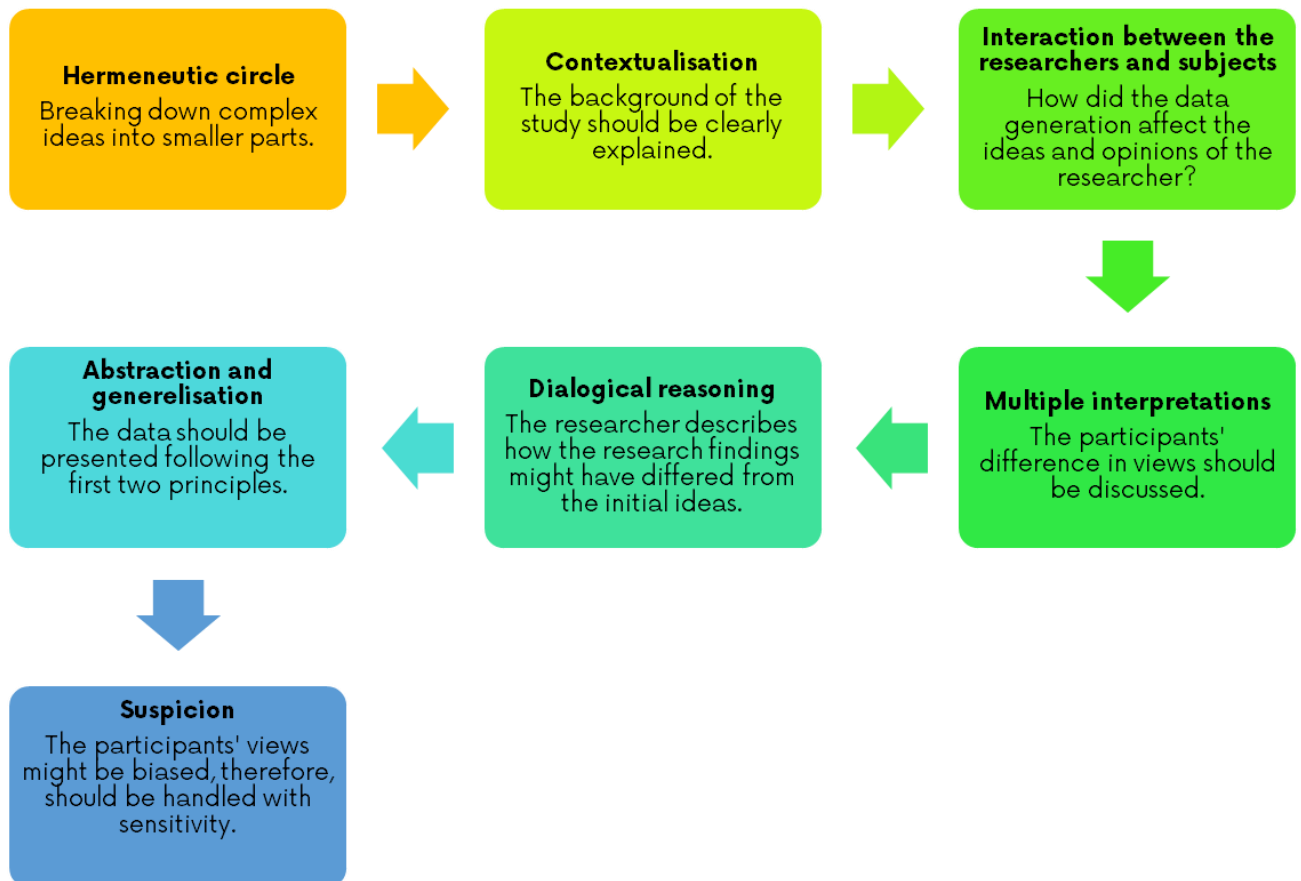 Hermeneutic circle
Breaking down complex
ideas into smaller parts.
Contextualisation
The background of the
study should be clearly
explained.
Interaction between the
researchers and subjects
How did the data
generation affect the
ideas and opinions of the
researcher?
Multiple interpretations
The participants'
difference in views should
be discussed.
Dialogical reasoning
The researcher describes
how the research findings
might have differed from
the initial ideas.
Abstraction and
generelisation
The data should be
presented following the
first two principles.
Suspicion
The participants' views
might be biased, therefore,
should be handled with
sensitivity.